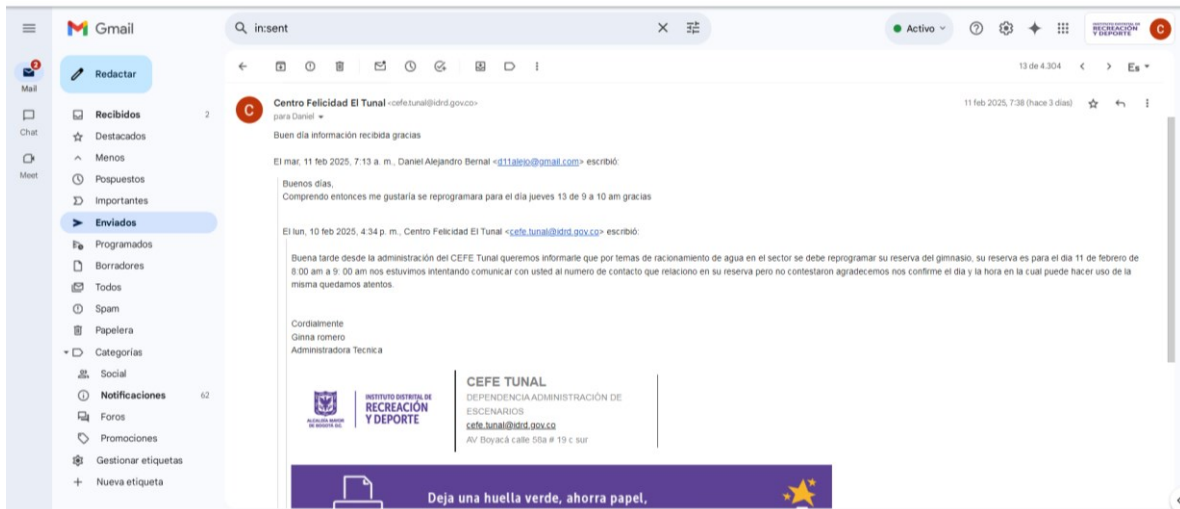 Gmail
in:sent
Activo
INSTITUTO DISTRITAL DE
RECREACIÓN
Y DEPORTE
C
2
Mail
Redactar
13 de 4.304
Es
Chat
Meet
Recibidos 2
Destacados
Menos
Pospuestos
Importantes
Enviados
Programados
Borradores
Todos
Spam
Papelera
Categorías
Social
Notificaciones 62
Foros
Promociones
Gestionar etiquetas
Nueva etiqueta
C
Centro Felicidad El Tunal <cefe.tunal@idrd.gov.co>
11 feb 2025, 7:38 (hace 3 días)
para Daniel
Buen día información recibida gracias
El mar, 11 feb 2025, 7:13 a. m., Daniel Alejandro Bernal <d11alejo@gmail.com> escribió:
Buenos días,
Comprendo entonces me gustaría se reprogramara para el día jueves 13 de 9 a 10 am gracias
El lun, 10 feb 2025, 4:34 p. m., Centro Felicidad El Tunal <cefe.tunal@idrd.gov.co> escribió:
Buena tarde desde la administración del CEFE Tunal queremos informarle que por temas de racionamiento de agua en el sector se debe reprogramar su reserva del gimnasio, su reserva es para el dia 11 de febrero de
8:00 am a 9: 00 am nos estuvimos intentando comunicar con usted al numero de contacto que relaciono en su reserva pero no contestaron agradecemos nos confirme el dia y la hora en la cual puede hacer uso de la
misma quedamos atentos.
Cordialmente
Ginna romero
Administradora Tecnica
ALCALDÍA MAYOR
DE BOGOTÁ D.C.
INSTITUTO DISTRITAL DE
RECREACIÓN
Y DEPORTE
CEFE TUNAL
DEPENDENCIA ADMINISTRACIÓN DE
ESCENARIOS
cefe.tunal@idrd.gov.co
AV Boyacá calle 58a # 19 c sur
Deja una huella verde, ahorra papel,